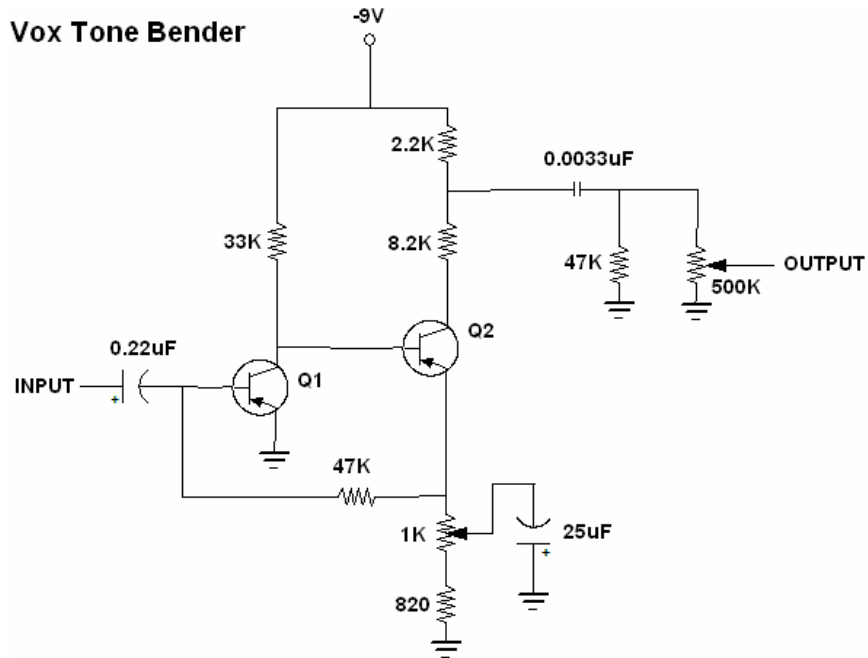 Vox Tone Bender
-9V
2.2K
0.0033uF
33K
8.2K
47K
500K
OUTPUT
Q2
0.22uF
INPUT
+
Q1
47K
1K
25uF
+
820